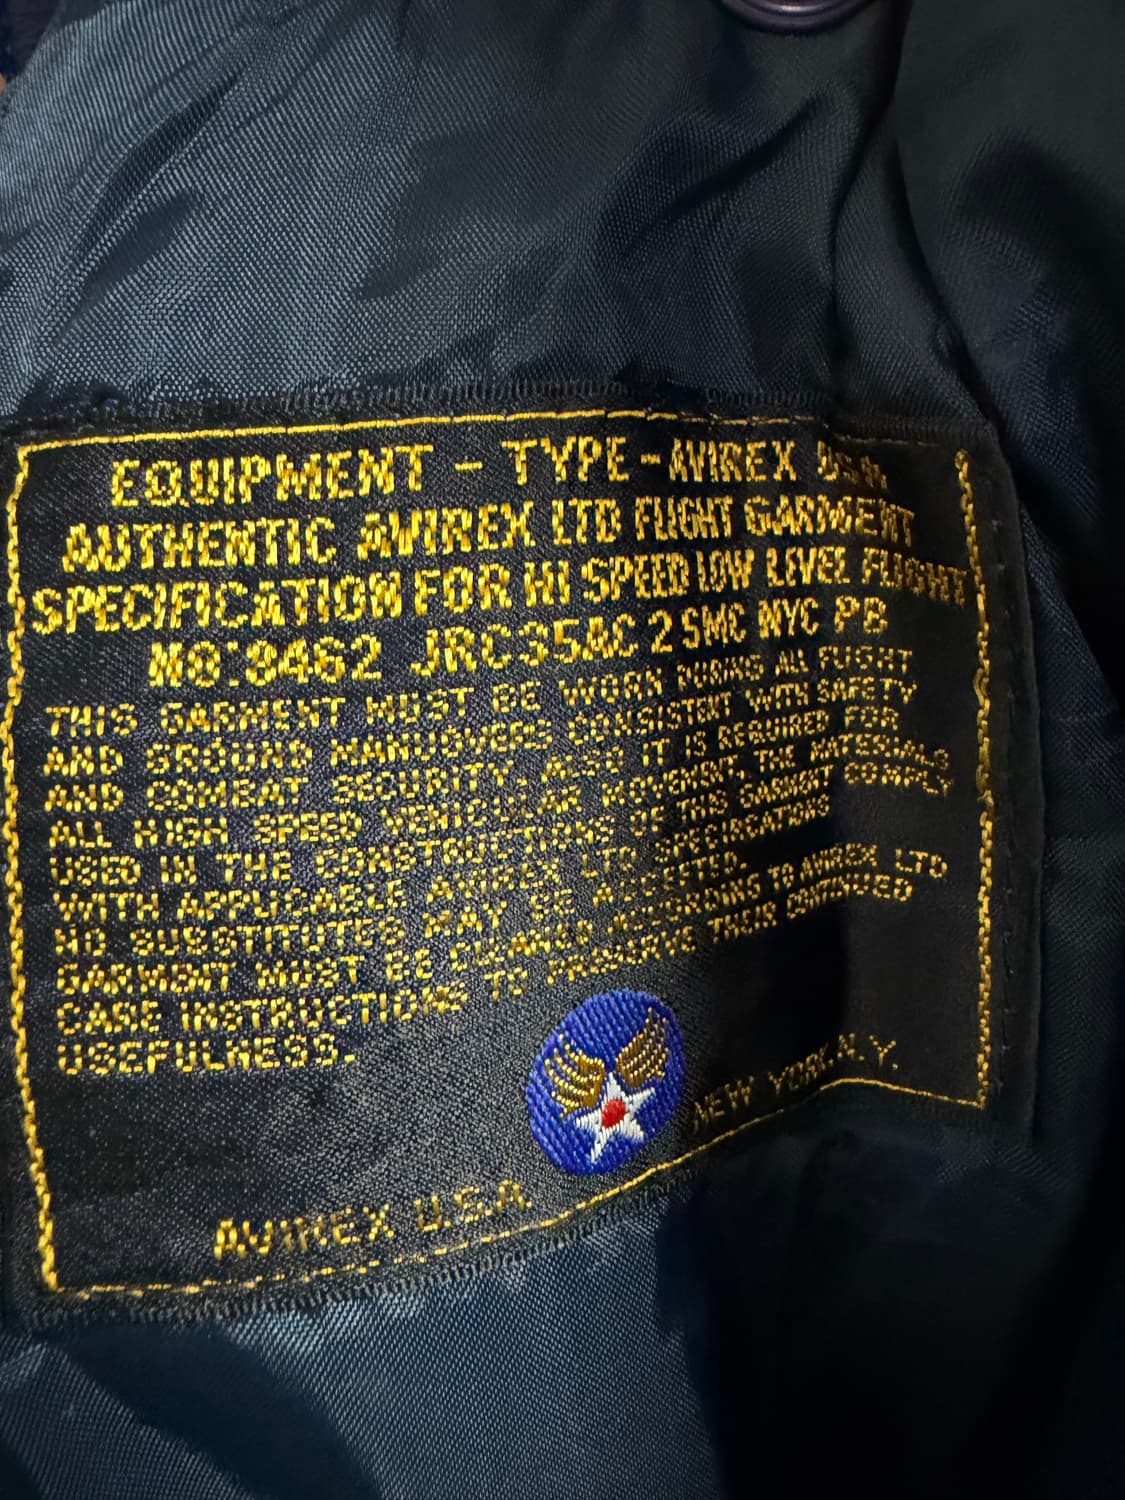 EQUIPMENT - TYPE - AVIREX U.S.A.
AUTHENTIC AVIREX LTD FLIGHT GARMENT
SPECIFICATION FOR HI SPEED LOW LEVEL FLIGHT
NO. 8462 JRC35AC 2 SMC NYC PB
THIS GARMENT MUST BE WORN DURING ALL FLIGHT
AND GROUND MANUEVERS CONSISTENT WITH SAFETY
AND COMBAT SECURITY. ALSO IT IS REQUIRED FOR
ALL HIGH SPEED VEHICULAR MISSIONS. THE MATERIALS
USED IN THE CONSTRUCTIONS OF THIS GARMENT COMPLY
WITH APPLICABLE AVIREX LTD SPECIFICATIONS
NO SUBSTITUTES MAY BE ACCEPTED.
GARMENT MUST BE CLEANED ACCORDING TO AVIREX LTD
CARE INSTRUCTIONS TO PRESERVE THEIR CONTINUED
USEFULNESS.
AVIREX U.S.A. NEW YORK, N.Y.